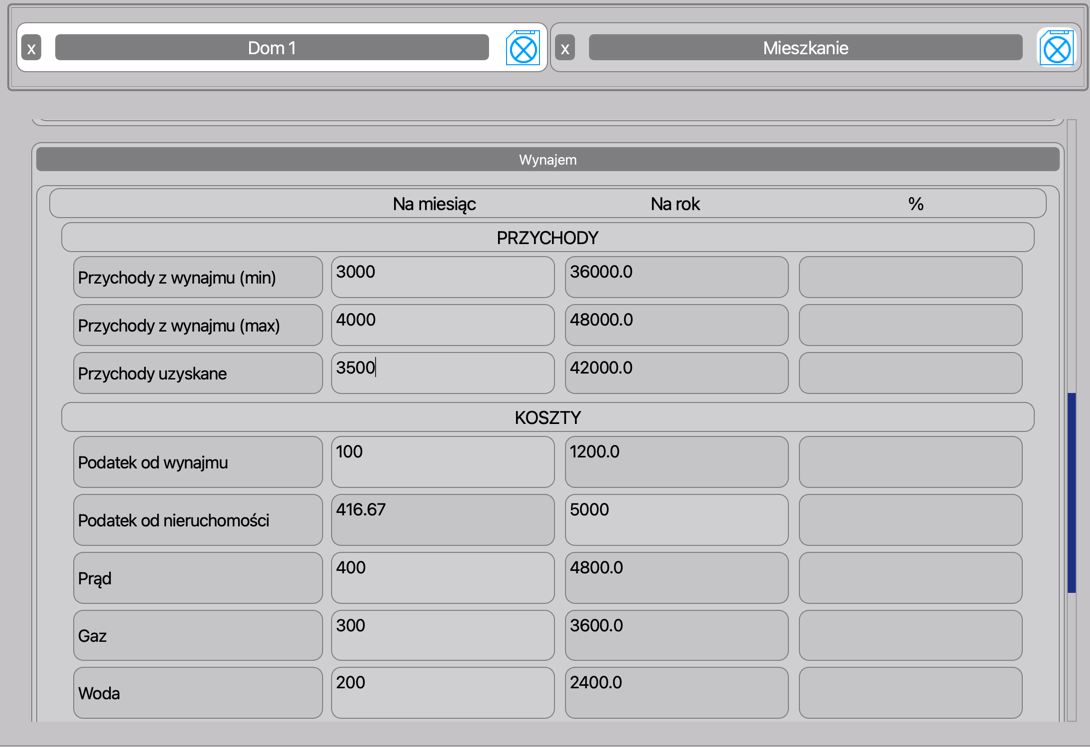 x Dom 1 x Mieszkanie
Wynajem
Na miesiąc Na rok %
PRZYCHODY
Przychody z wynajmu (min) 3000 36000.0
Przychody z wynajmu (max) 4000 48000.0
Przychody uzyskane 3500 42000.0
KOSZTY
Podatek od wynajmu 100 1200.0
Podatek od nieruchomości 416.67 5000
Prąd 400 4800.0
Gaz 300 3600.0
Woda 200 2400.0